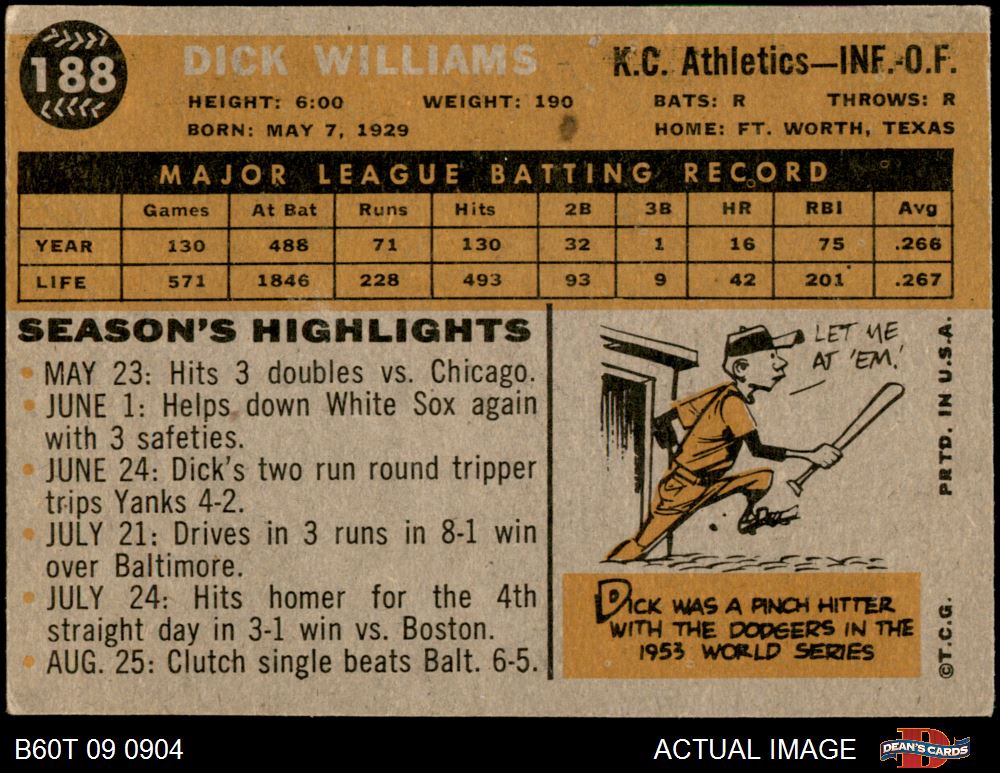 188
DICK WILLIAMS
K.C. Athletics—INF.-O.F.
HEIGHT: 6:00 WEIGHT: 190 BATS: R THROWS: R
BORN: MAY 7, 1929 HOME: FT. WORTH, TEXAS
MAJOR LEAGUE BATTING RECORD
Games At Bat Runs Hits 2B 3B HR RBI Avg
YEAR 130 488 71 130 32 1 16 75 .266
LIFE 571 1846 228 493 93 9 42 201 .267
SEASON'S HIGHLIGHTS
• MAY 23: Hits 3 doubles vs. Chicago.
• JUNE 1: Helps down White Sox again
with 3 safeties.
• JUNE 24: Dick's two run round tripper
trips Yanks 4-2.
• JULY 21: Drives in 3 runs in 8-1 win
over Baltimore.
• JULY 24: Hits homer for the 4th
straight day in 3-1 win vs. Boston.
• AUG. 25: Clutch single beats Balt. 6-5.
LET ME
AT 'EM!
DICK WAS A PINCH HITTER
WITH THE DODGERS IN THE
1953 WORLD SERIES
PRTD. IN U.S.A.
©T.C.G.
B60T 09 0904
ACTUAL IMAGE
DEAN'S CARDS